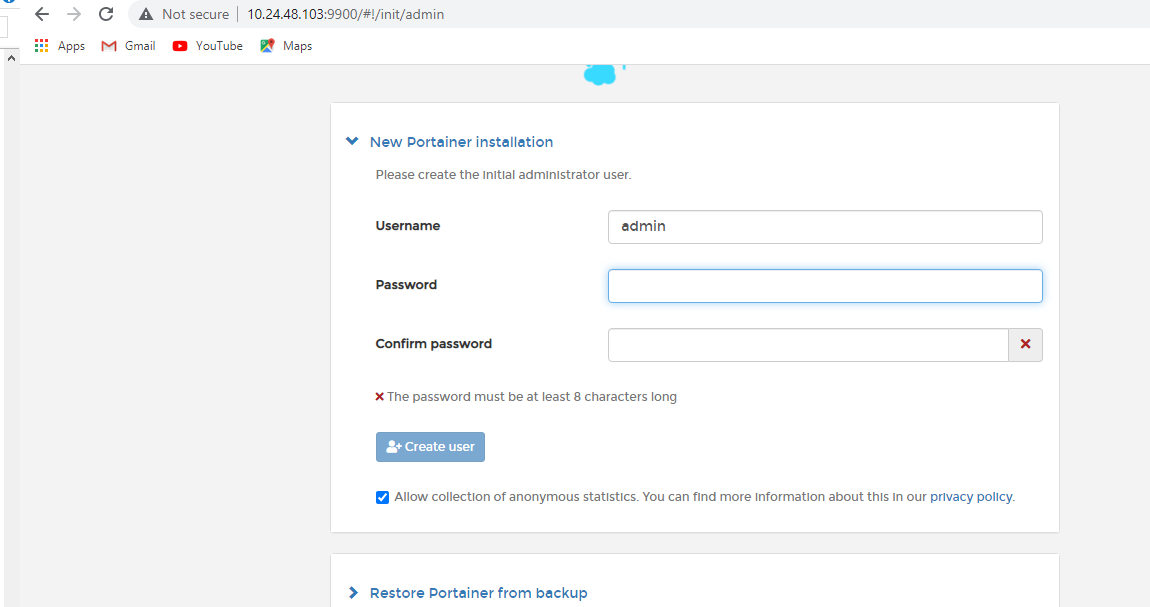 Not secure 10.24.48.103:9900/#!/init/admin
Apps Gmail YouTube Maps
New Portainer installation
Please create the initial administrator user.
Username admin
Password
Confirm password
The password must be at least 8 characters long
Create user
Allow collection of anonymous statistics. You can find more information about this in our privacy policy.
Restore Portainer from backup